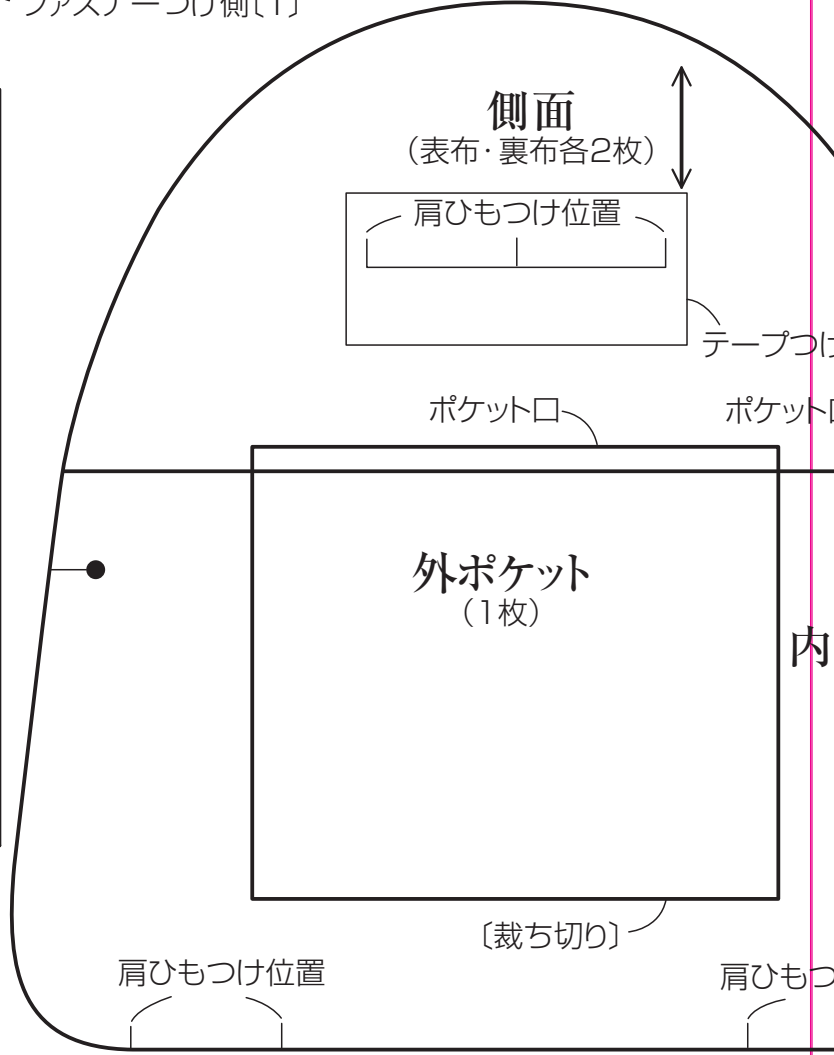 ファスナーつけ側〔1〕
側面
（表布・裏布各2枚）
肩ひもつけ位置
テープつけ
ポケット口
ポケット口
外ポケット
（1枚）
内
〔裁ち切り〕
肩ひもつけ位置
肩ひもつ